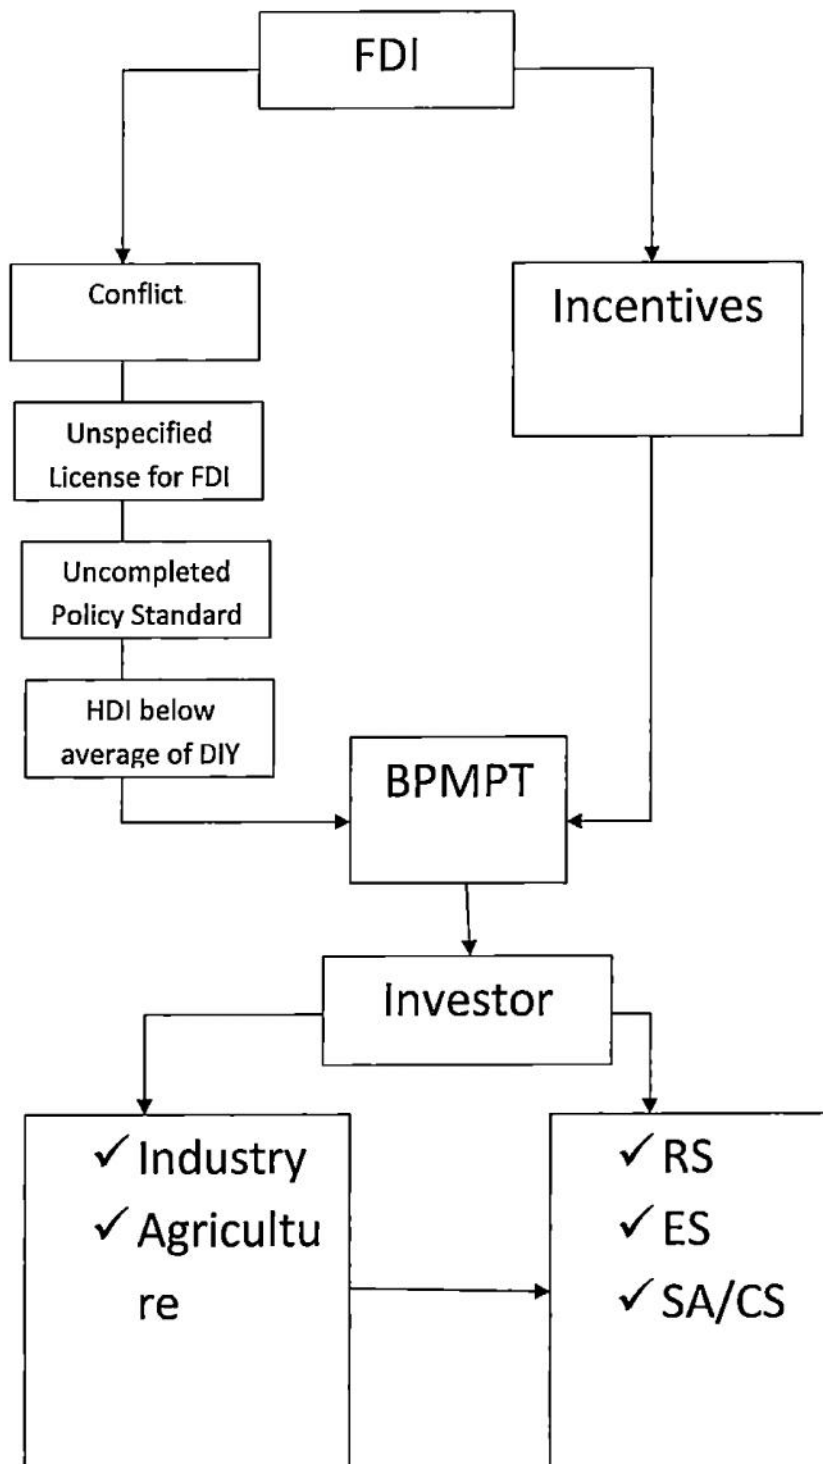 FDI
Conflict
Incentives
Unspecified
License for FDI
Uncompleted
Policy Standard
HDI below
average of DIY
BPMPT
Investor
✓ Industry
✓ Agricultu
re
✓ RS
✓ ES
✓ SA/CS